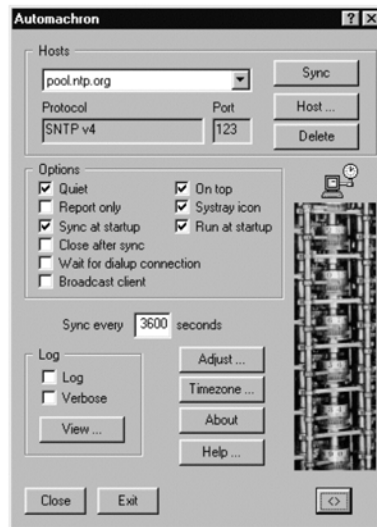 Automachron
Hosts
pool.ntp.org
Sync
Protocol Port
Host ...
SNTP v4 123
Delete
Options
Quiet On top
Report only Systray icon
Sync at startup Run at startup
Close after sync
Wait for dialup connection
Broadcast client
Sync every 3600 seconds
Log
Log
Verbose
View ...
Adjust ...
Timezone ...
About
Help ...
Close Exit <>